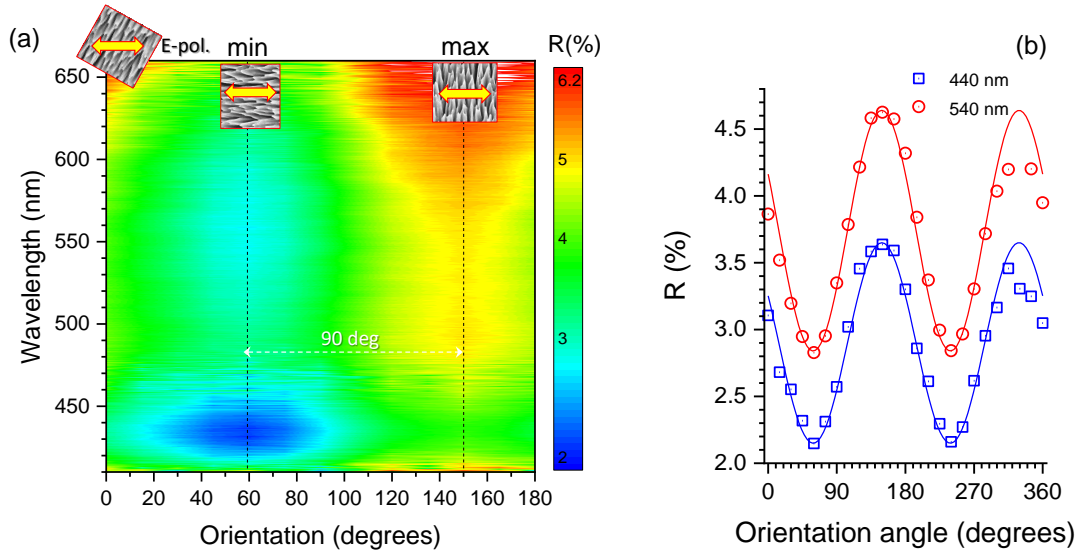 (a)
E-pol.
min
max
R(%)
(b)
650
600
550
500
450
Wavelength (nm)
90 deg
0 20 40 60 80 100 120 140 160 180
Orientation (degrees)
6.2
5
4
3
2
440 nm
540 nm
4.5
4.0
3.5
3.0
2.5
2.0
R (%)
0 90 180 270 360
Orientation angle (degrees)